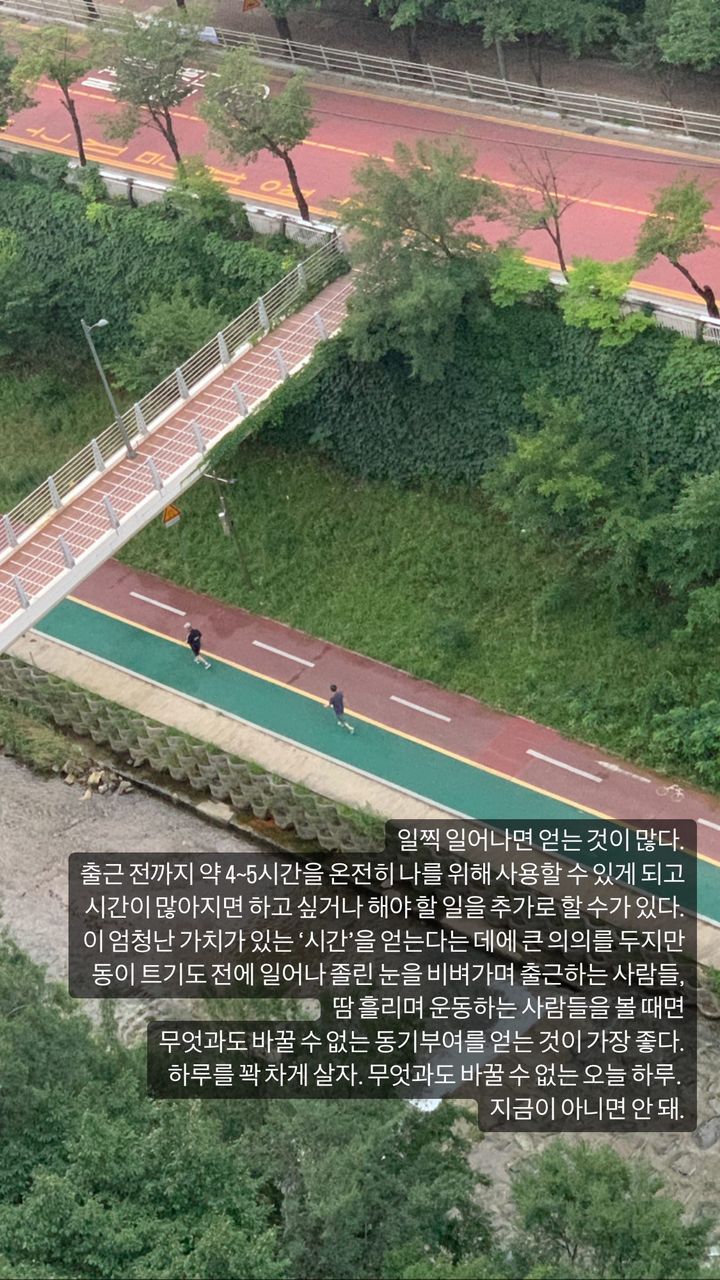 일찍 일어나면 얻는 것이 많다.
출근 전까지 약 4~5시간을 온전히 나를 위해 사용할 수 있게 되고
시간이 많아지면 하고 싶거나 해야 할 일을 추가로 할 수가 있다.
이 엄청난 가치가 있는 ‘시간’을 얻는다는 데에 큰 의의를 두지만
동이 트기도 전에 일어나 졸린 눈을 비벼가며 출근하는 사람들,
땀 흘리며 운동하는 사람들을 볼 때면
무엇과도 바꿀 수 없는 동기부여를 얻는 것이 가장 좋다.
하루를 꽉 차게 살자. 무엇과도 바꿀 수 없는 오늘 하루.
지금이 아니면 안 돼.